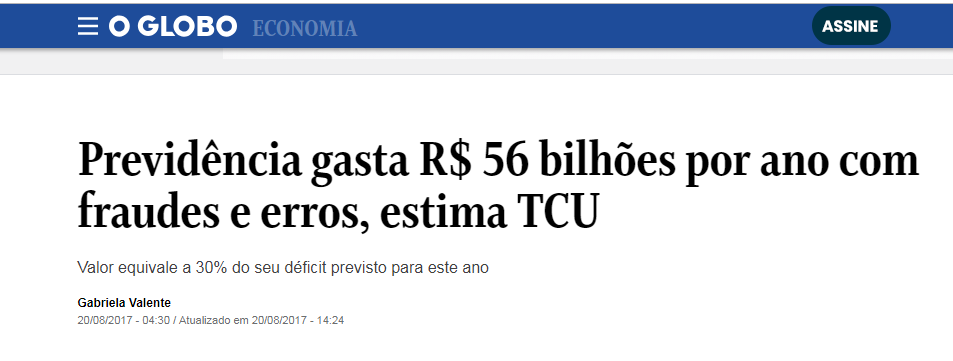 O GLOBO ECONOMIA ASSINE
Previdência gasta R$ 56 bilhões por ano com
fraudes e erros, estima TCU
Valor equivale a 30% do seu déficit previsto para este ano
Gabriela Valente
20/08/2017 - 04:30 / Atualizado em 20/08/2017 - 14:24